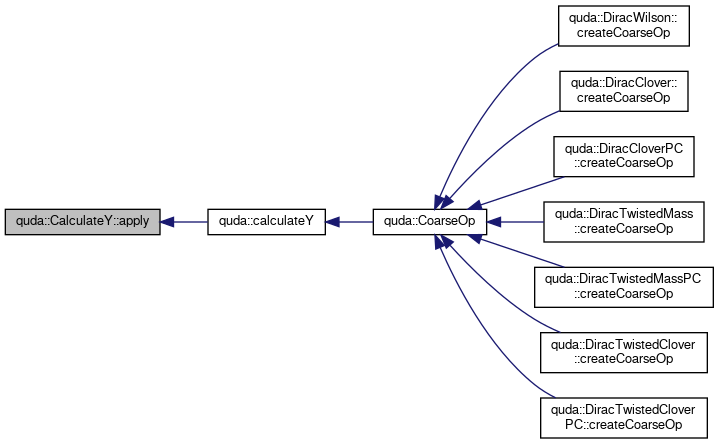 quda::CalculateY::apply
quda::calculateY
quda::CoarseOp
quda::DiracWilson::
createCoarseOp
quda::DiracClover::
createCoarseOp
quda::DiracCloverPC
::createCoarseOp
quda::DiracTwistedMass
::createCoarseOp
quda::DiracTwistedMassPC
::createCoarseOp
quda::DiracTwistedClover
::createCoarseOp
quda::DiracTwistedClover
PC::createCoarseOp